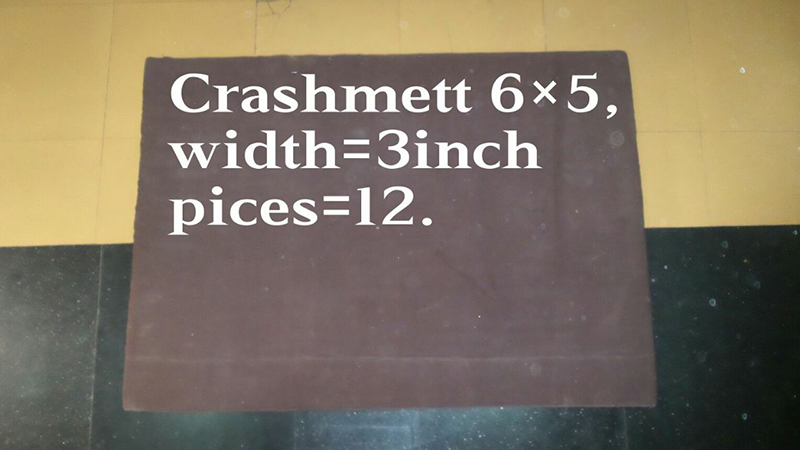 Crashmett 6×5,
width=3inch
pices=12.